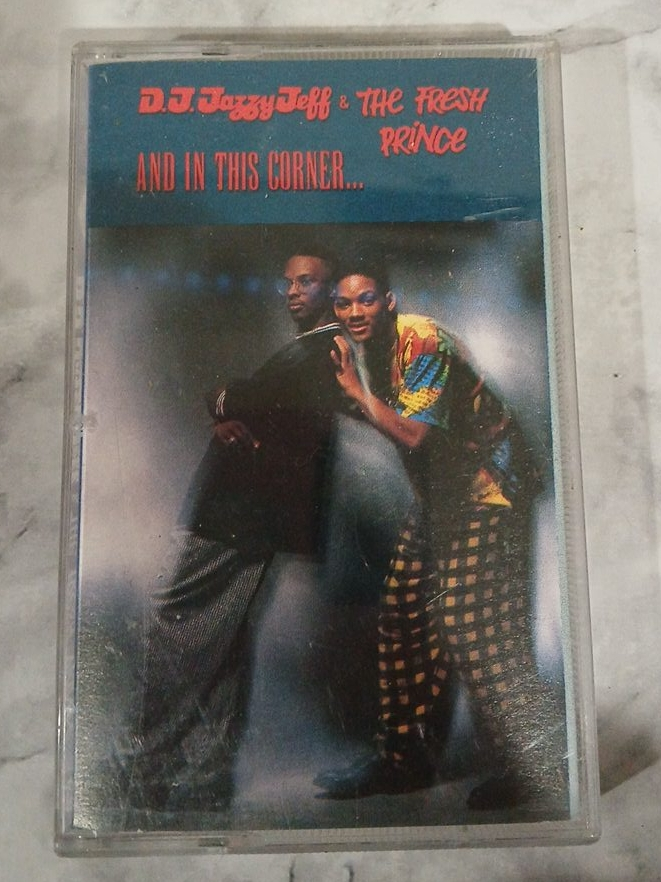 D.J. Jazzy Jeff & THE FRESH
PRINCE
AND IN THIS CORNER...